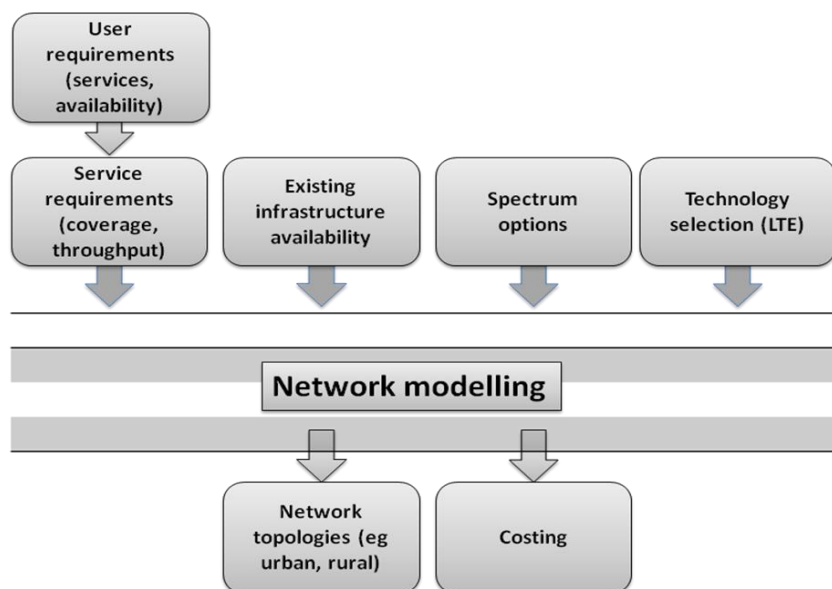 User
requirements
(services,
availability)
Service
requirements
(coverage,
throughput)
Existing
infrastructure
availability
Spectrum
options
Technology
selection (LTE)
Network modelling
Network
topologies (eg
urban, rural)
Costing